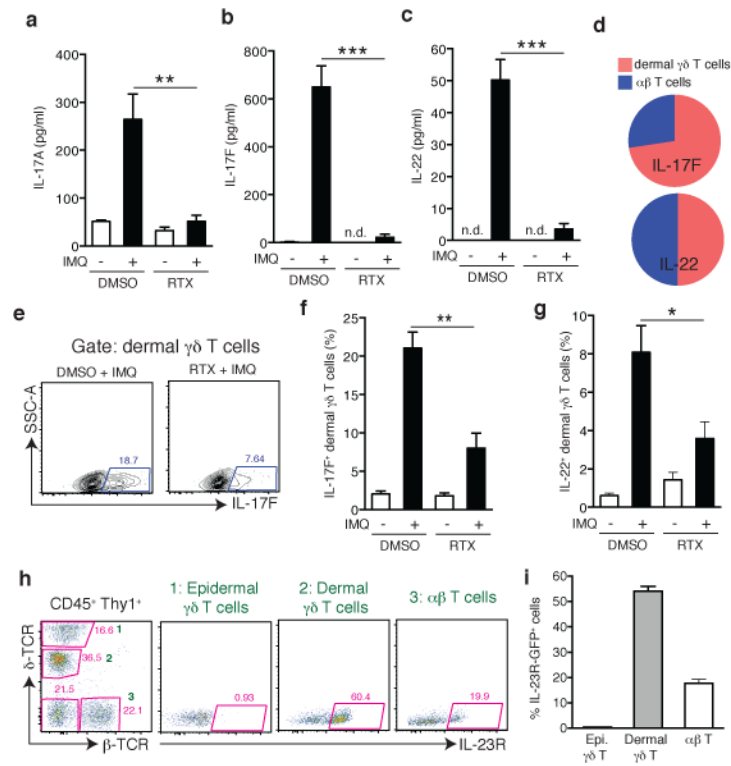 a
IL-17A (pg/ml)
400
300
200
100
0
**
IMQ
- + - +
DMSO RTX
b
IL-17F (pg/ml)
800
600
400
200
0
***
n.d.
IMQ
- + - +
DMSO RTX
c
IL-22 (pg/ml)
60
50
40
30
20
10
0
***
n.d. n.d.
IMQ
- + - +
DMSO RTX
d
dermal γδ T cells
αβ T cells
IL-17F
IL-22
e
Gate: dermal γδ T cells
DMSO + IMQ RTX + IMQ
SSC-A
18.7 7.64
IL-17F
f
IL-17F⁺ dermal γδ T cells (%)
25
20
15
10
5
0
**
IMQ - + - +
DMSO RTX
g
IL-22⁺ dermal γδ T cells (%)
10
8
6
4
2
0
*
IMQ - + - +
DMSO RTX
h
CD45⁺ Thy1⁺
1: Epidermal
γδ T cells
2: Dermal
γδ T cells
3: αβ T cells
δ-TCR
16.6 1
36.5 2
21.5
3
22.1
0.93
60.4
19.9
β-TCR
IL-23R
i
% IL-23R-GFP⁺ cells
60
50
40
30
20
10
0
Epi.
γδ T
Dermal
γδ T
αβ T